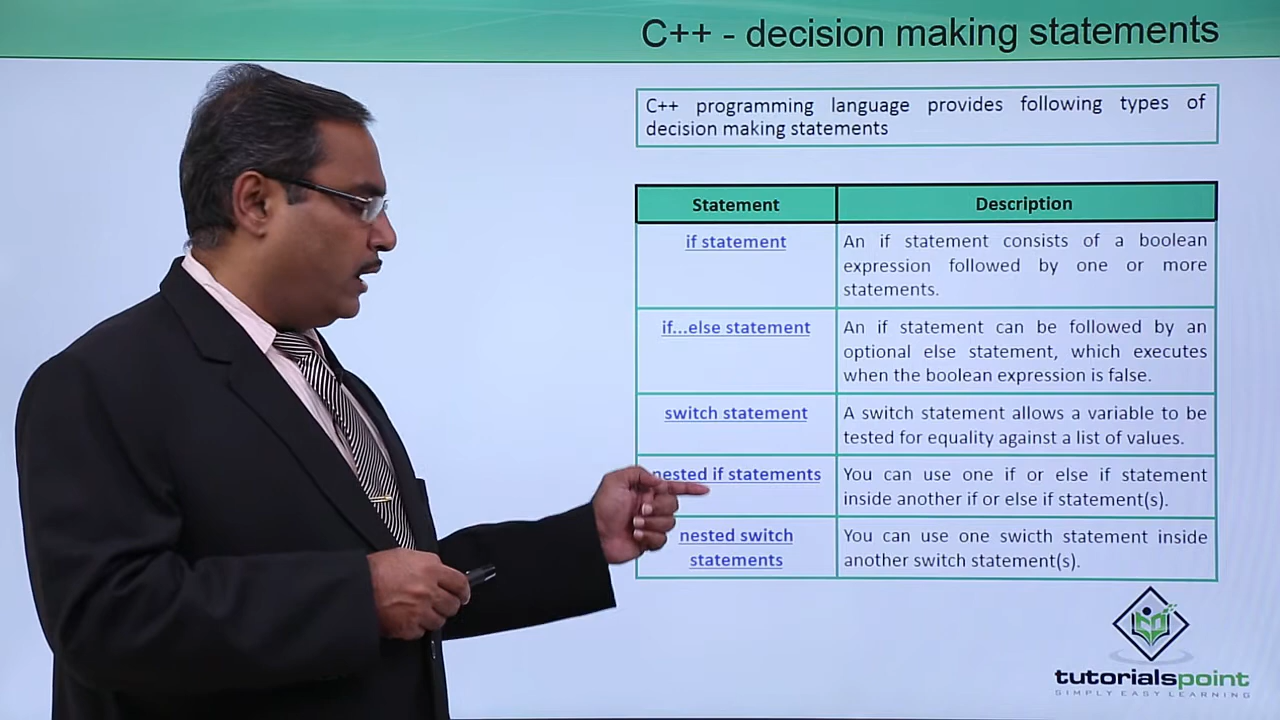 C++ - decision making statements
C++ programming language provides following types of
decision making statements
Statement
Description
if statement
An if statement consists of a boolean
expression followed by one or more
statements.
if...else statement
An if statement can be followed by an
optional else statement, which executes
when the boolean expression is false.
switch statement
A switch statement allows a variable to be
tested for equality against a list of values.
nested if statements
You can use one if or else if statement
inside another if or else if statement(s).
nested switch
statements
You can use one swicth statement inside
another switch statement(s).
tutorialspoint
SIMPLY EASY LEARNING